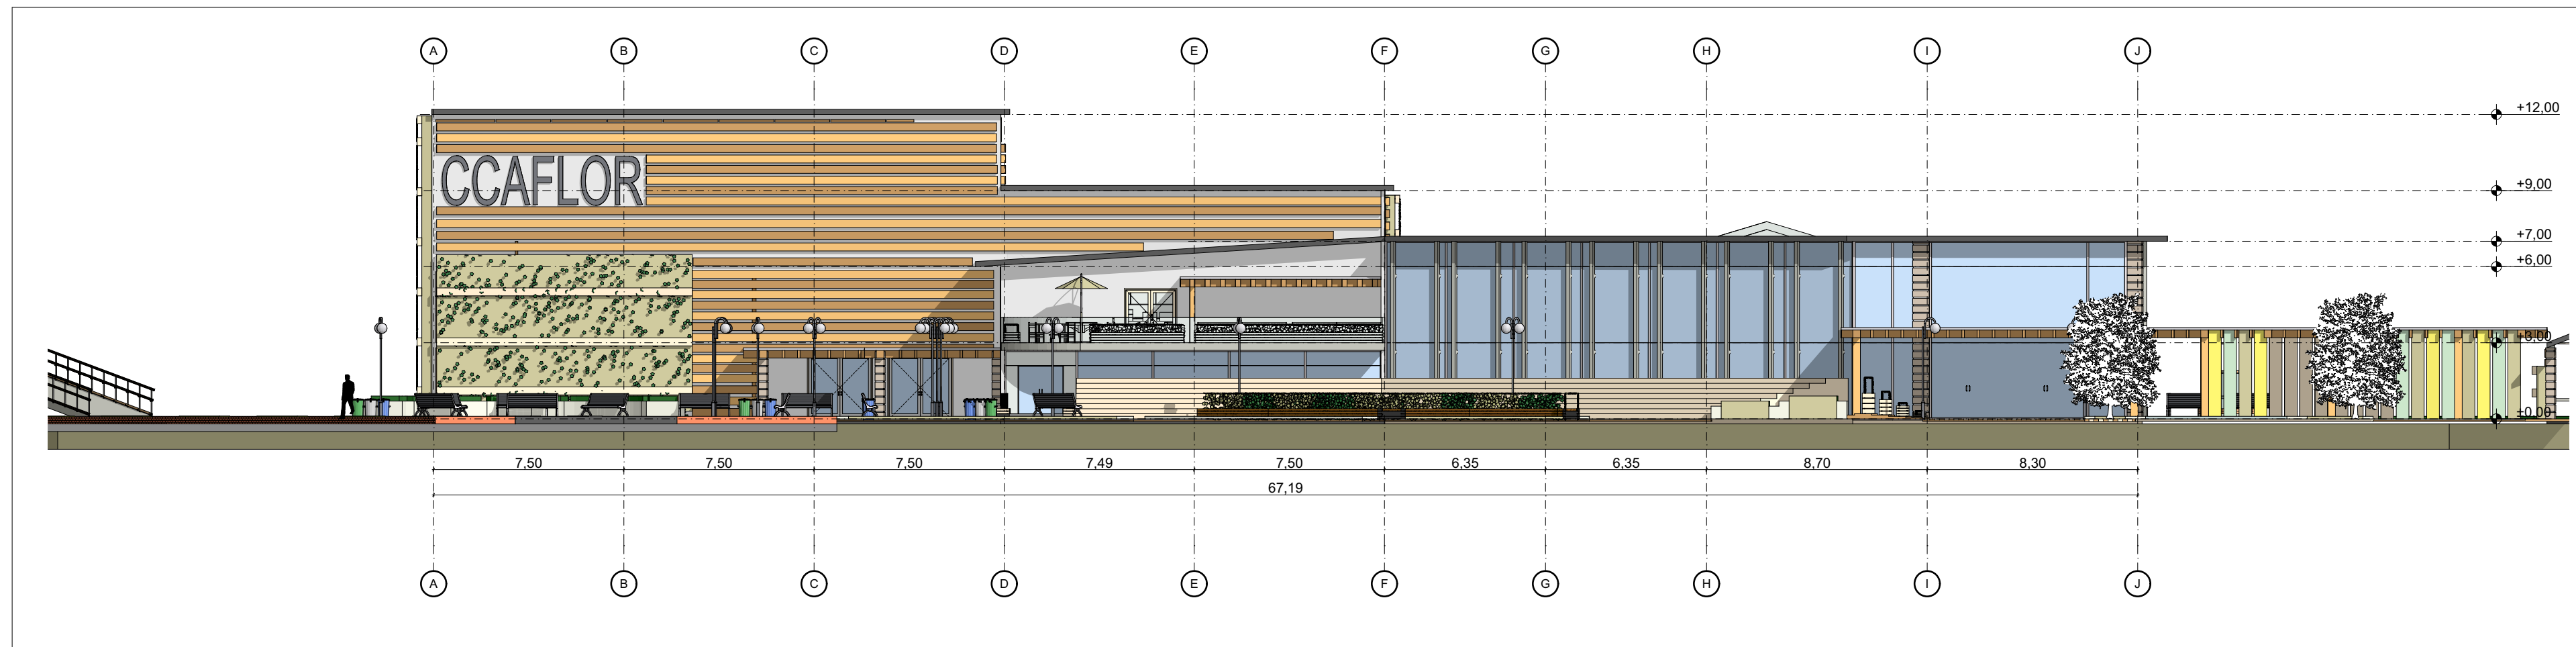 A B C D E F G H I J
+12,00
CCAFLOR
+9,00
+7,00
+6,00
+3,00
+0,00
7,50 7,50 7,50 7,49 7,50 6,35 6,35 8,70 8,30
67,19
A B C D E F G H I J